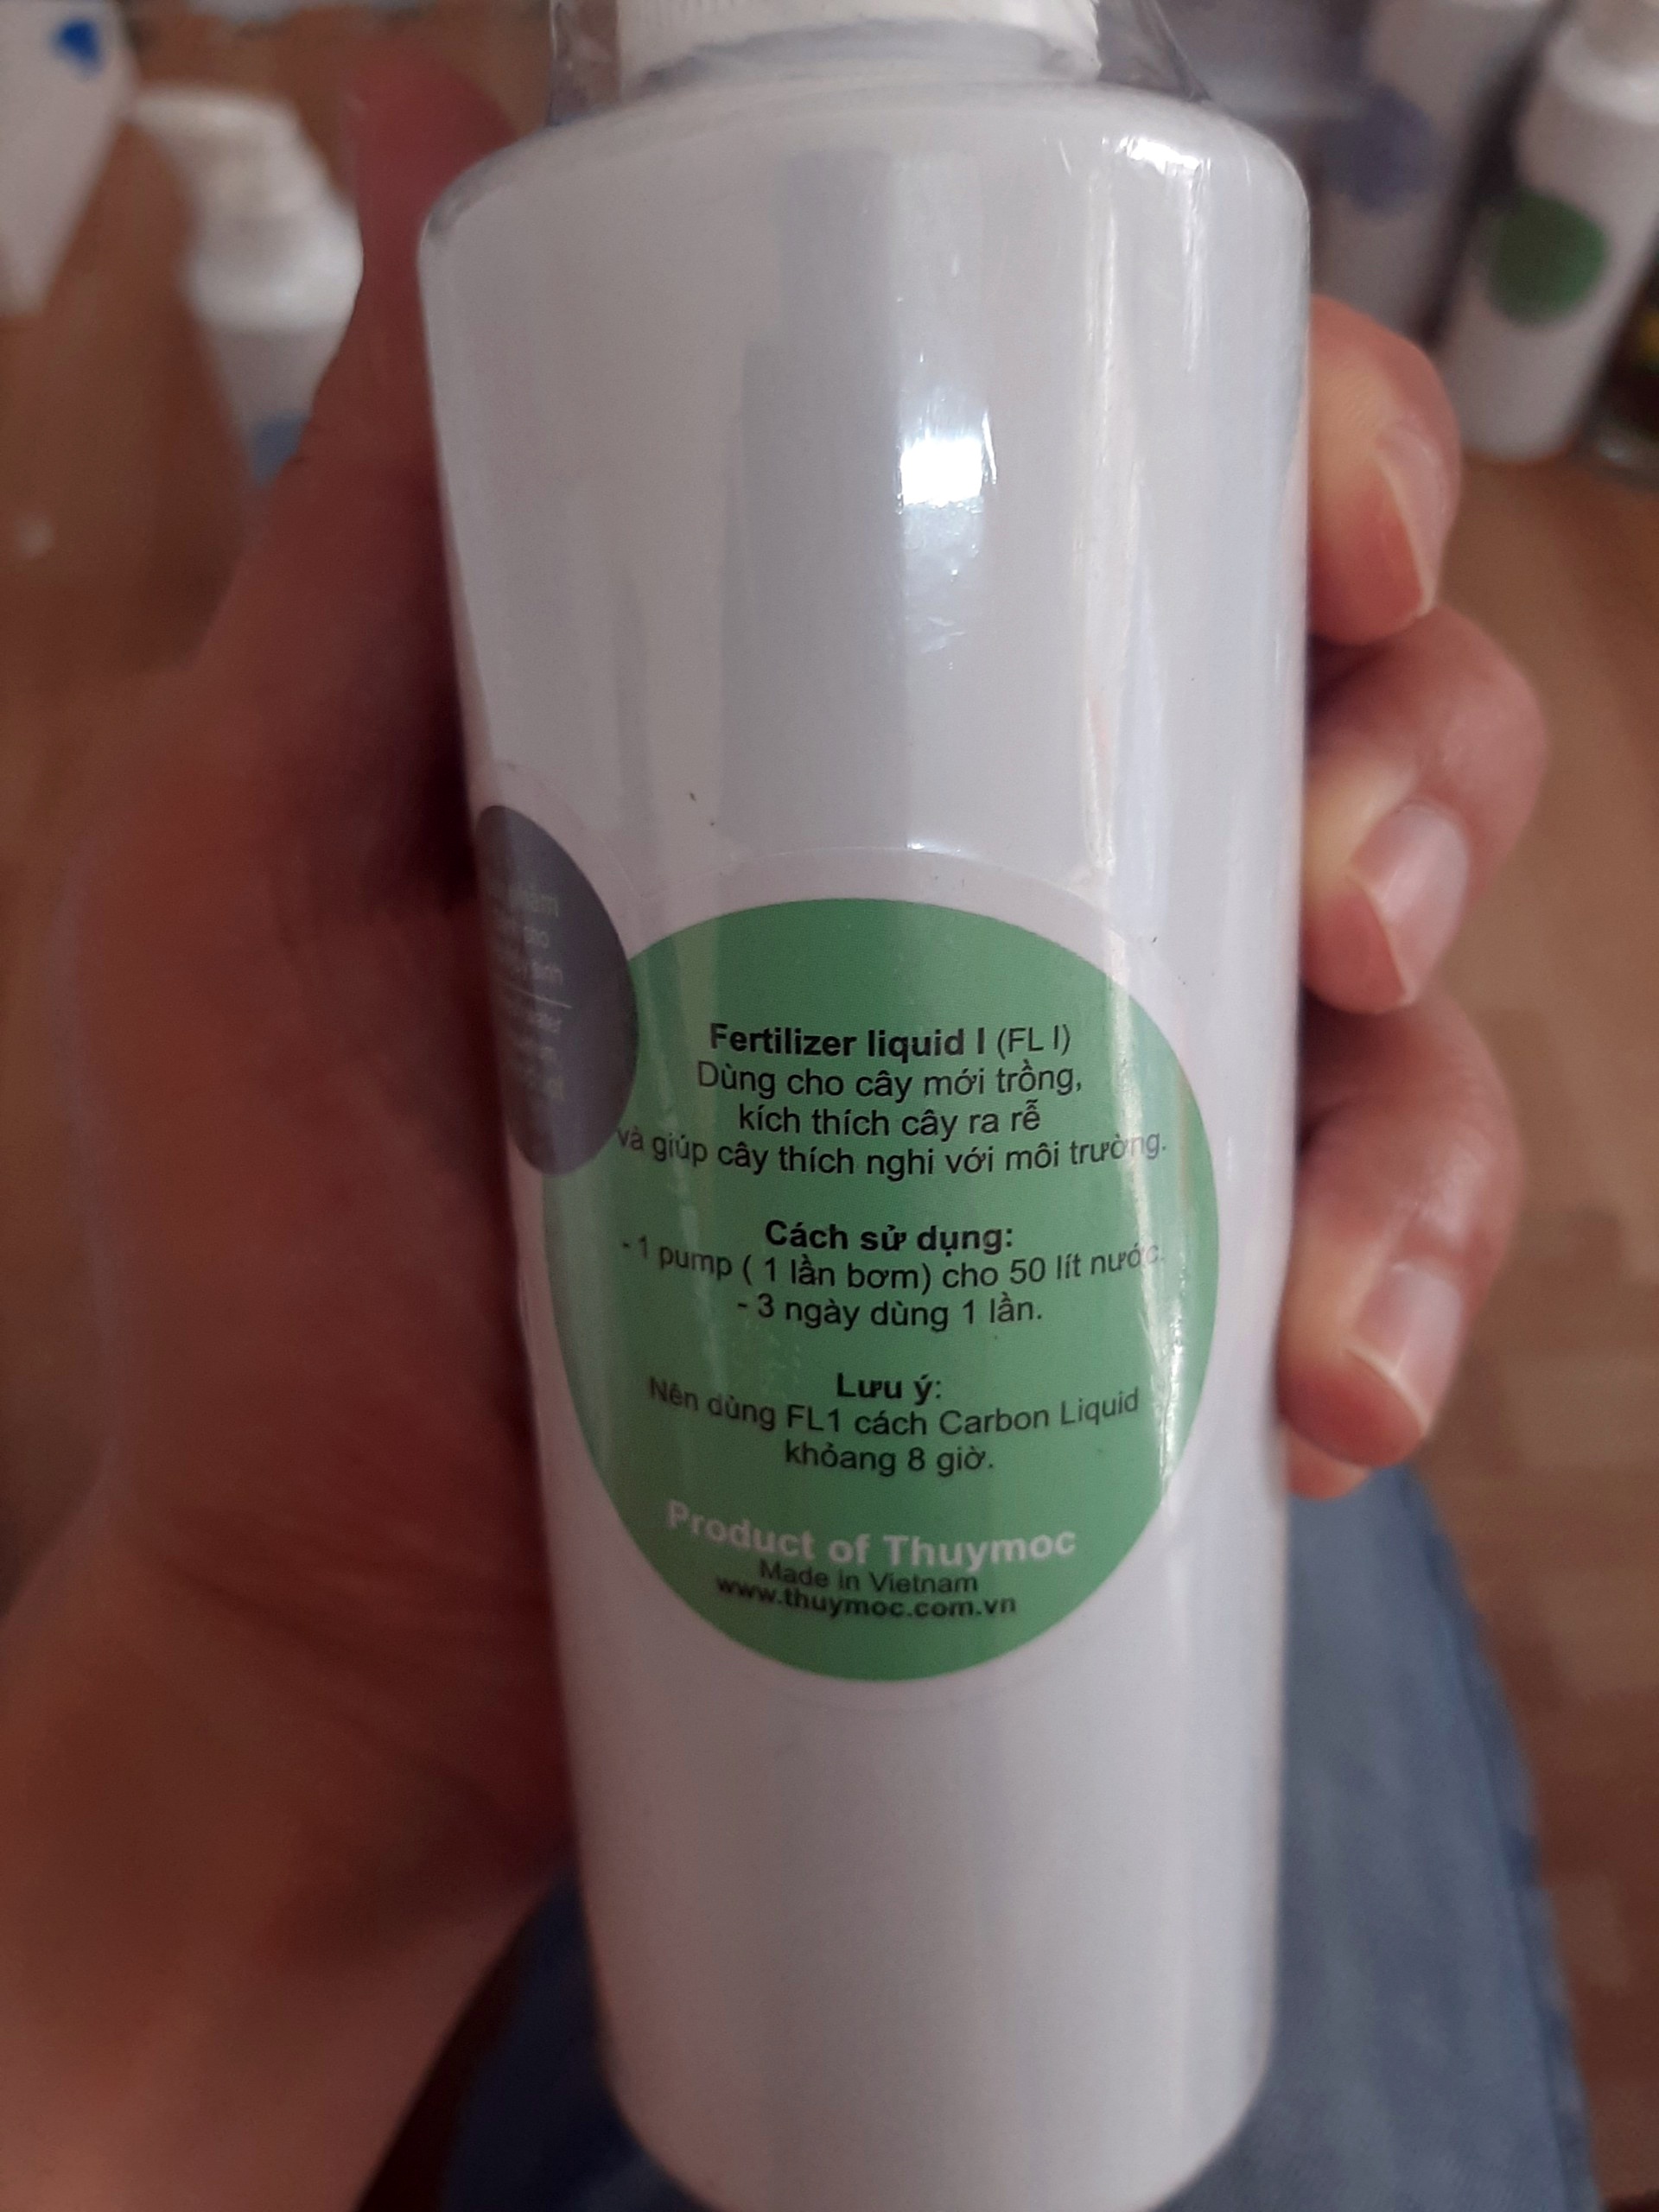 Fertilizer liquid I (FL I)
Dùng cho cây mới trồng,
kích thích cây ra rễ
và giúp cây thích nghi với môi trường.
Cách sử dụng:
- 1 pump ( 1 lần bơm) cho 50 lít nước.
- 3 ngày dùng 1 lần.
Lưu ý:
Nên dùng FL1 cách Carbon Liquid
khỏang 8 giờ.
Product of Thuymoc
Made in Vietnam
www.thuymoc.com.vn